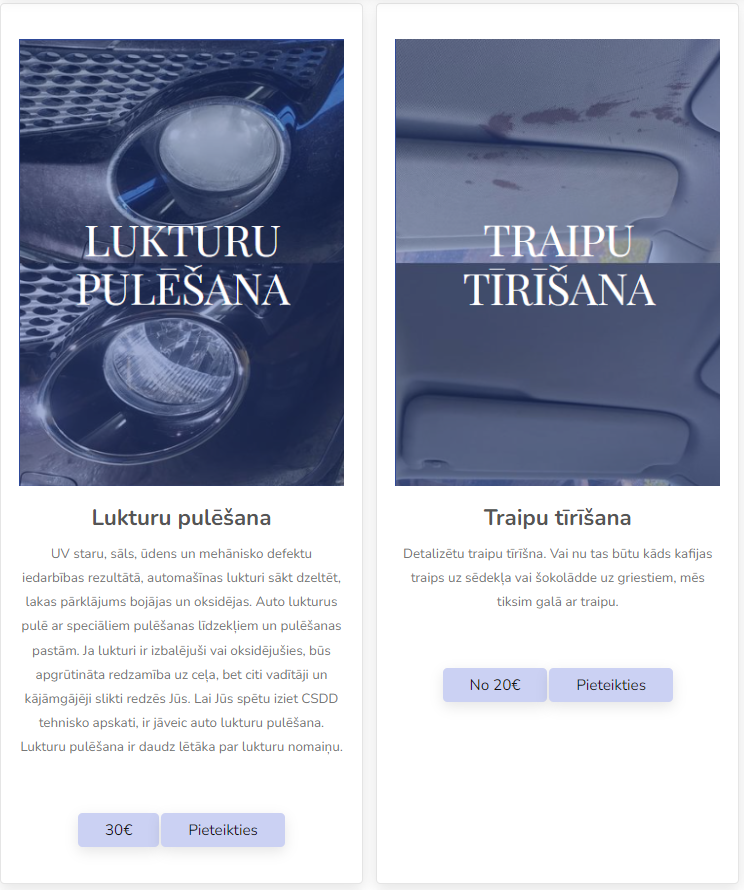 LUKTURU
PULĒŠANA
Lukturu pulēšana
UV staru, sāls, ūdens un mehānisko defektu
iedarbības rezultātā, automašīnas lukturi sākt dzeltēt,
lakas pārklājums bojājas un oksidējas. Auto lukturus
pulē ar speciāliem pulēšanas līdzekļiem un pulēšanas
pastām. Ja lukturi ir izbalējuši vai oksidējušies, būs
apgrūtināta redzamība uz ceļa, bet citi vadītāji un
kājāmgājēji slikti redzēs Jūs. Lai Jūs spētu iziet CSDD
tehnisko apskati, ir jāveic auto lukturu pulēšana.
Lukturu pulēšana ir daudz lētāka par lukturu nomaiņu.
30€
Pieteikties
TRAIPU
TĪRĪŠANA
Traipu tīrīšana
Detalizētu traipu tīrīšna. Vai nu tas būtu kāds kafijas
traips uz sēdekļa vai šokolādde uz griestiem, mēs
tiksim galā ar traipu.
No 20€
Pieteikties